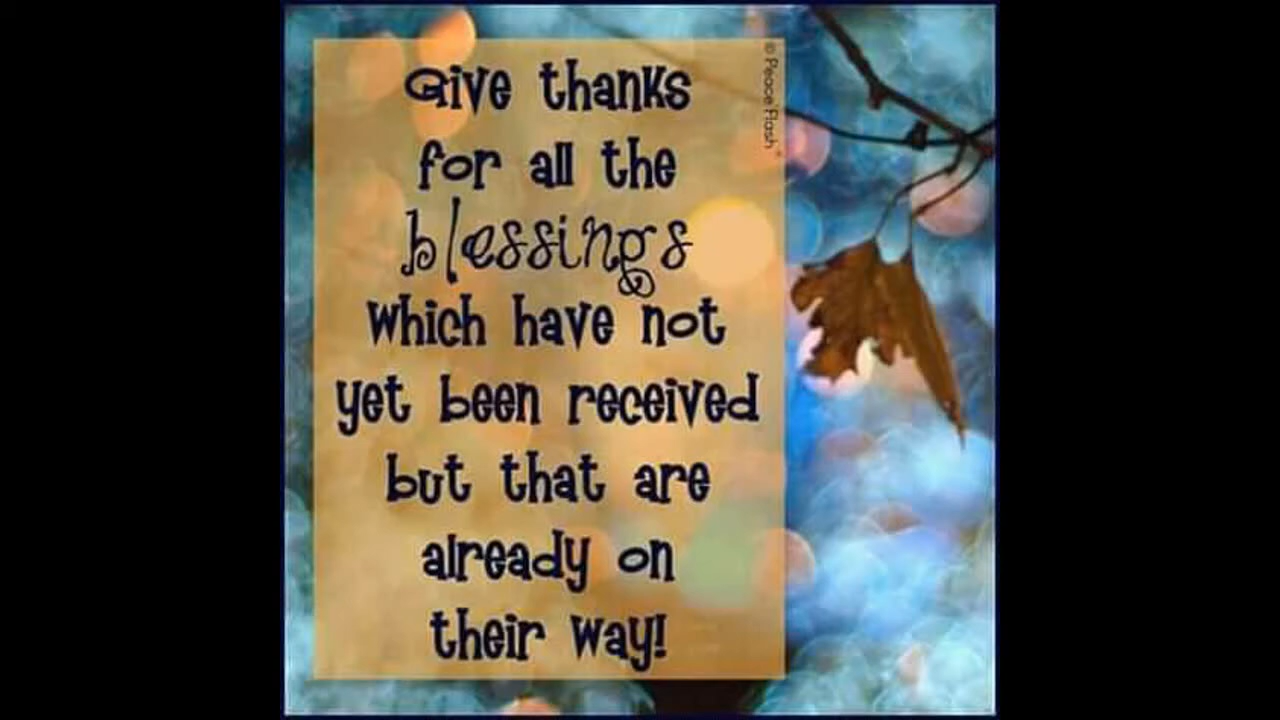 Give thanks
for all the
blessings
which have not
yet been received
but that are
already on
their way!
© Peace Flash